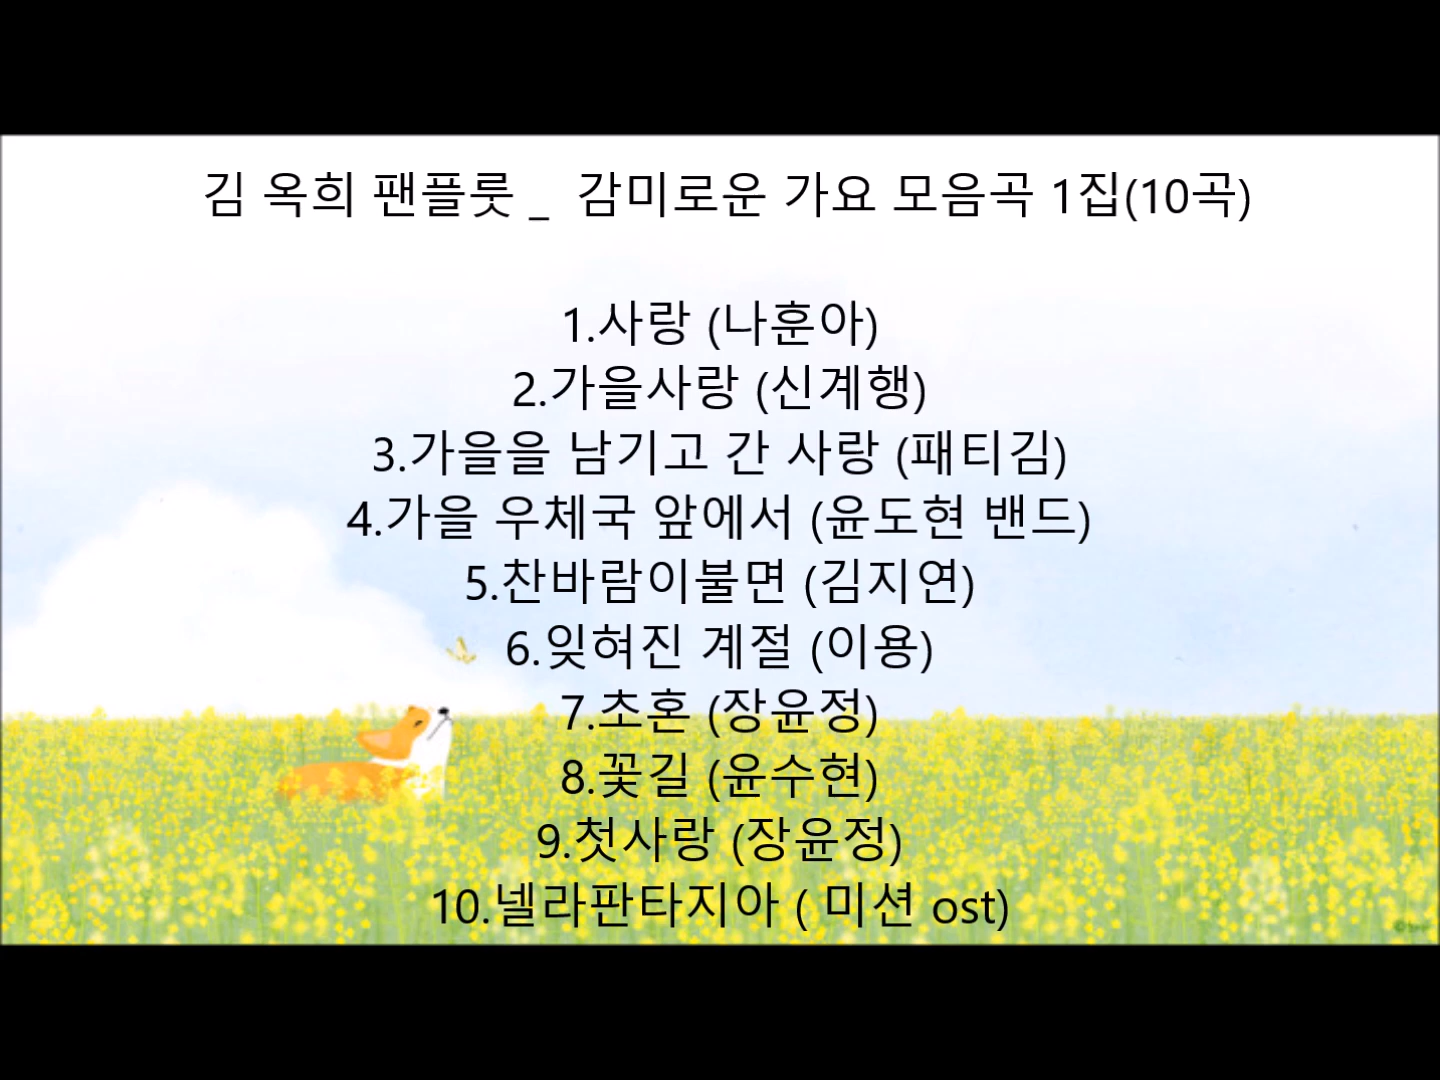 김 옥희 팬플룻 _ 감미로운 가요 모음곡 1집(10곡)
1.사랑 (나훈아)
2.가을사랑 (신계행)
3.가을을 남기고 간 사랑 (패티김)
4.가을 우체국 앞에서 (윤도현 밴드)
5.찬바람이불면 (김지연)
6.잊혀진 계절 (이용)
7.초혼 (장윤정)
8.꽃길 (윤수현)
9.첫사랑 (장윤정)
10.넬라판타지아 ( 미션 ost)